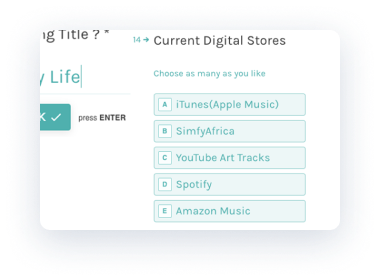 ng Title ? *
y Life
K
press ENTER
14 → Current Digital Stores
Choose as many as you like
A iTunes(Apple Music)
B SimfyAfrica
C YouTube Art Tracks
D Spotify
E Amazon Music